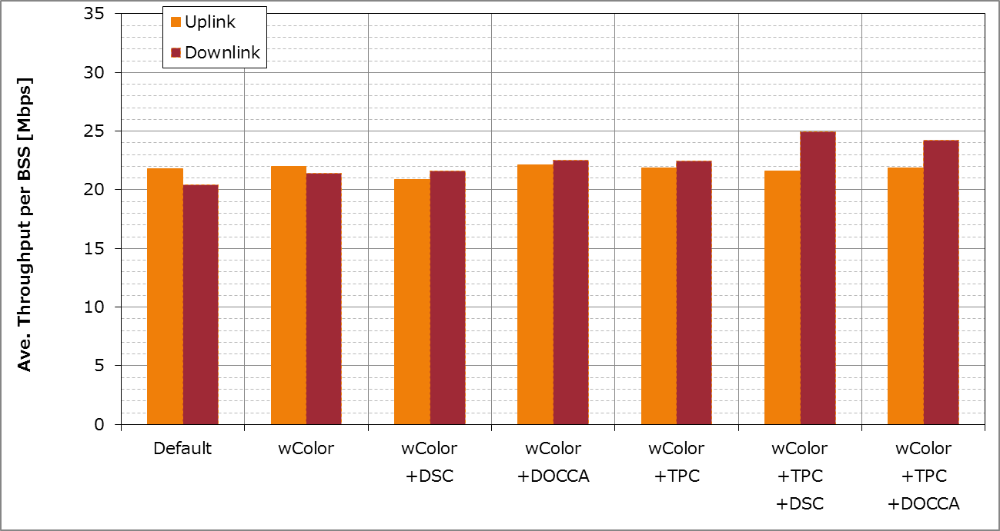 Ave. Throughput per BSS [Mbps]
35
30
25
20
15
10
5
0
Uplink
Downlink
Default
wColor
wColor
+DSC
wColor
+DOCCA
wColor
+TPC
wColor
+TPC
+DSC
wColor
+TPC
+DOCCA